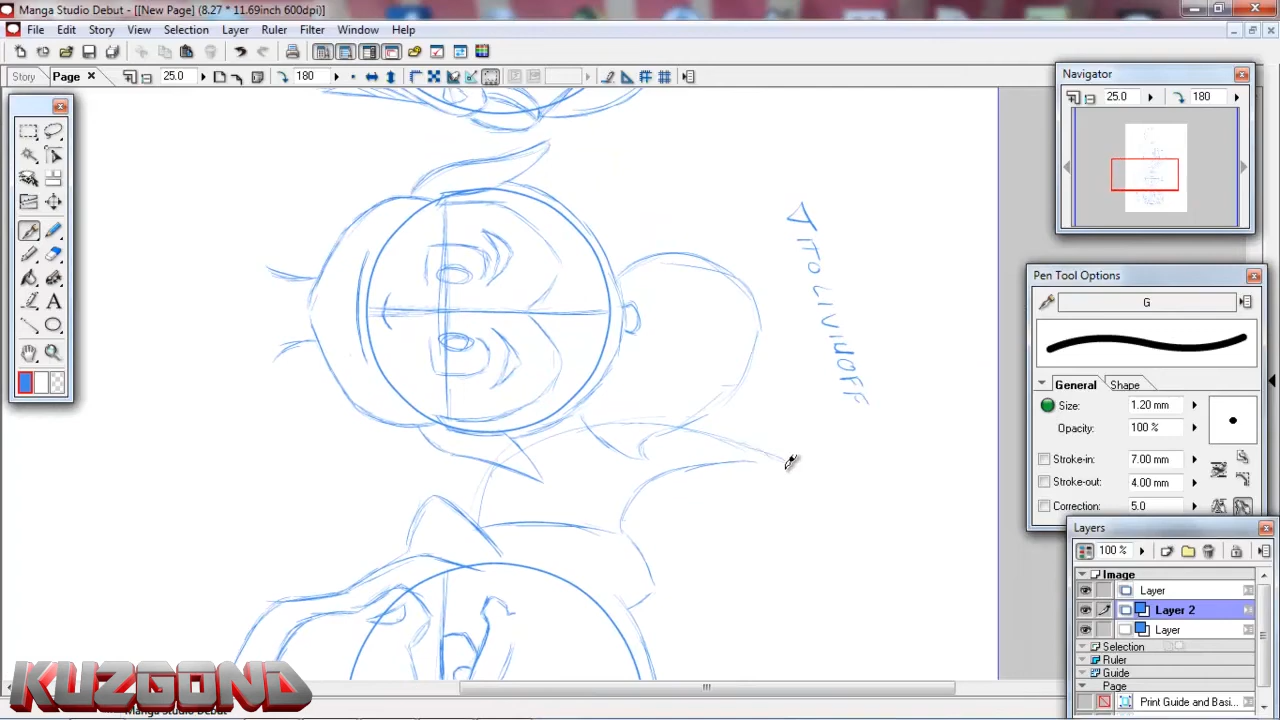 Manga Studio Debut - [[New Page] (8.27 * 11.69inch 600dpi)]
File Edit Story View Selection Layer Ruler Filter Window Help
Story Page 25.0 180
Navigator
25.0 180
Pen Tool Options
G
General Shape
Size: 1.20 mm
Opacity: 100 %
Stroke-in: 7.00 mm
Stroke-out: 4.00 mm
Correction: 5.0
Layers
100 %
Image
Layer
Layer 2
Layer
Selection
Ruler
Guide
Page
Print Guide and Basi...
KUZGOND